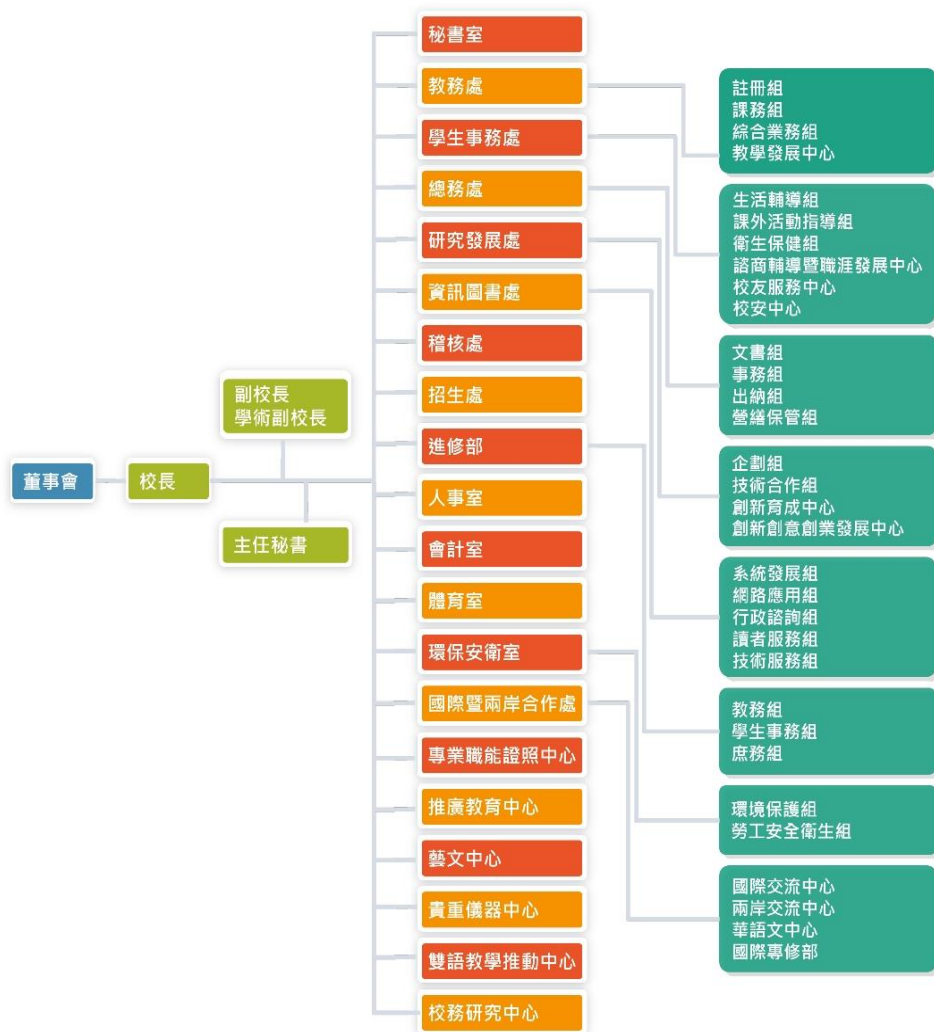 董事會
校長
副校長
學術副校長
主任秘書
秘書室
教務處
學生事務處
總務處
研究發展處
資訊圖書處
稽核處
招生處
進修部
人事室
會計室
體育室
環保安衛室
國際暨兩岸合作處
專業職能證照中心
推廣教育中心
藝文中心
貴重儀器中心
雙語教學推動中心
校務研究中心
註冊組
課務組
綜合業務組
教學發展中心
生活輔導組
課外活動指導組
衛生保健組
諮商輔導暨職涯發展中心
校友服務中心
校安中心
文書組
事務組
出納組
營繕保管組
企劃組
技術合作組
創新育成中心
創新創意創業發展中心
系統發展組
網路應用組
行政諮詢組
讀者服務組
技術服務組
教務組
學生事務組
庶務組
環境保護組
勞工安全衛生組
國際交流中心
兩岸交流中心
華語文中心
國際專修部